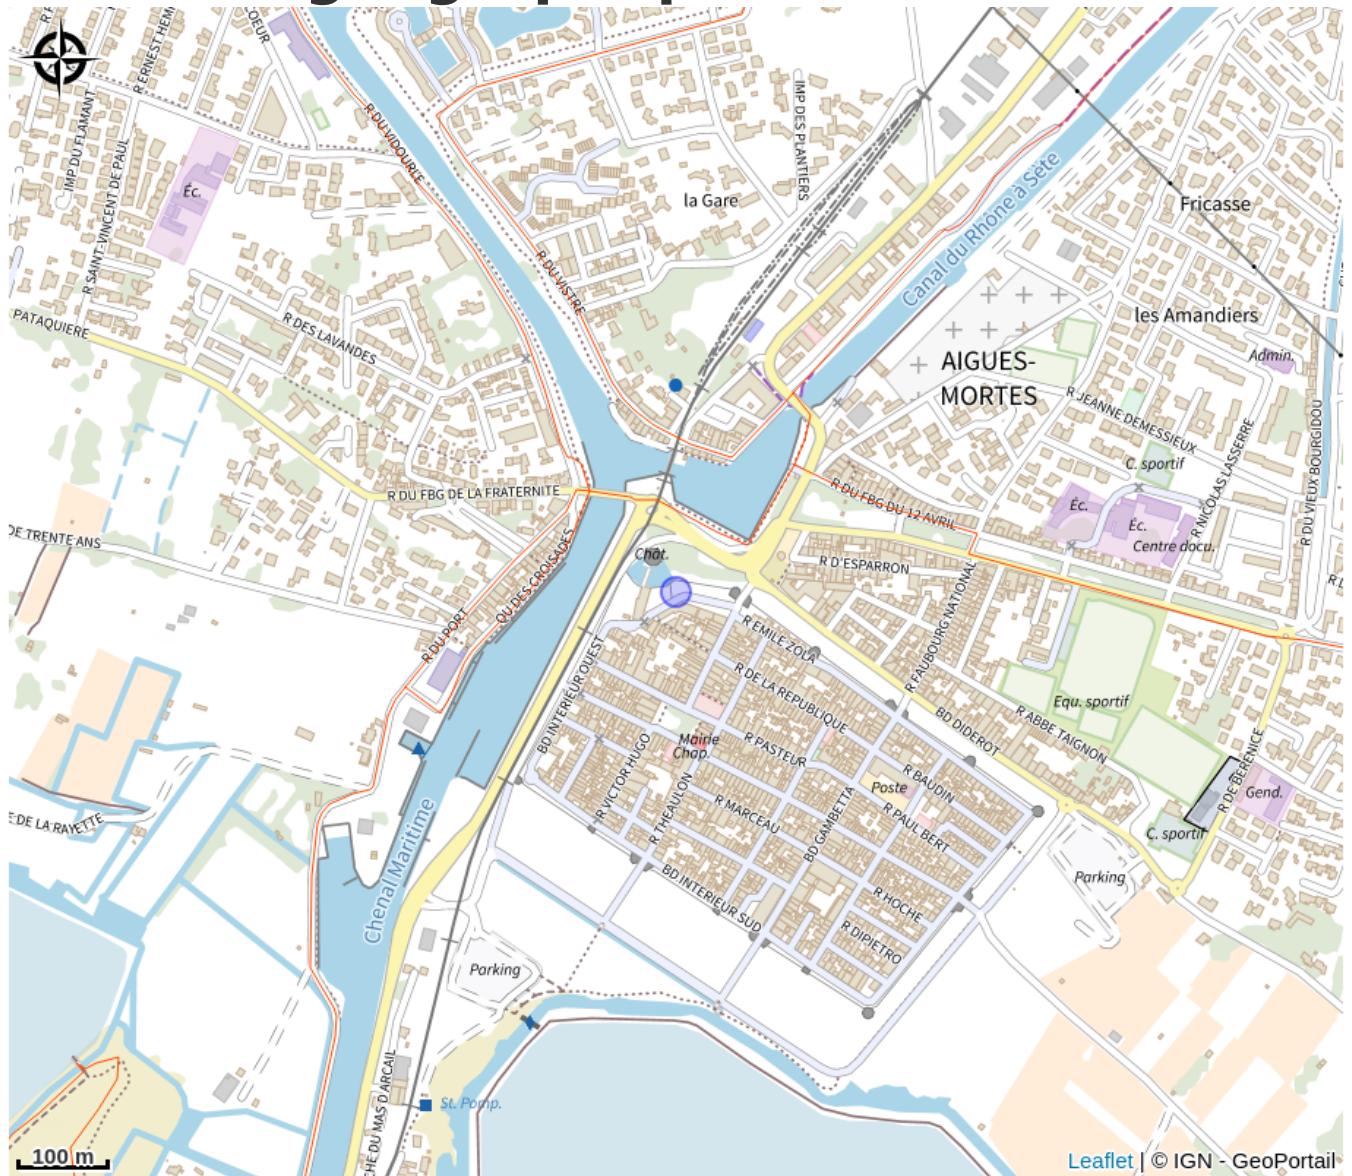 R ERNEST HEM
COEUR
IMP DU FLAMANT
R SAINT-VINCENT DE PAUL
Éc.
R DU VIDOURLE
IMP DES PLANTIERS
la Gare
Fricasse
Canal du Rhône à Sète
R DU VISTRE
PATAQUIERE
R DES LAVANDES
les Amandiers
Admin.
AIGUES-
MORTES
R JEANNE DEMESSIEUX
R NICOLAS LASSERRE
R DU VIEUX BOURGIDOU
C. sportif
R DU FBG DE LA FRATERNITE
R DU FBG DU 12 AVRIL
Éc.
Éc.
Centre docu.
DE TRENTE ANS
QU DES CROISADES
Chât.
R D'ESPARRON
R FAUBOURG NATIONAL
R DU PORT
R EMILE ZOLA
BD INTERIEUR OUEST
R DE LA REPUBLIQUE
Equ. sportif
R ABBE TAIGNON
BD DIDEROT
R DE BERENICE
Mairie
Chap.
R PASTEUR
R VICTOR HUGO
R THEAULON
R MARCEAU
BD GAMBETTA
Poste
R BAUDIN
R PAUL BERT
Gend.
C. sportif
E DE LA RAYETTE
Chenal Maritime
Parking
R HOCHE
BD INTERIEUR SUD
R DIPIETRO
Parking
CHE DU MAS D'ARCAIL
St. Pomp.
100 m
Leaflet | © IGN - GeoPortail